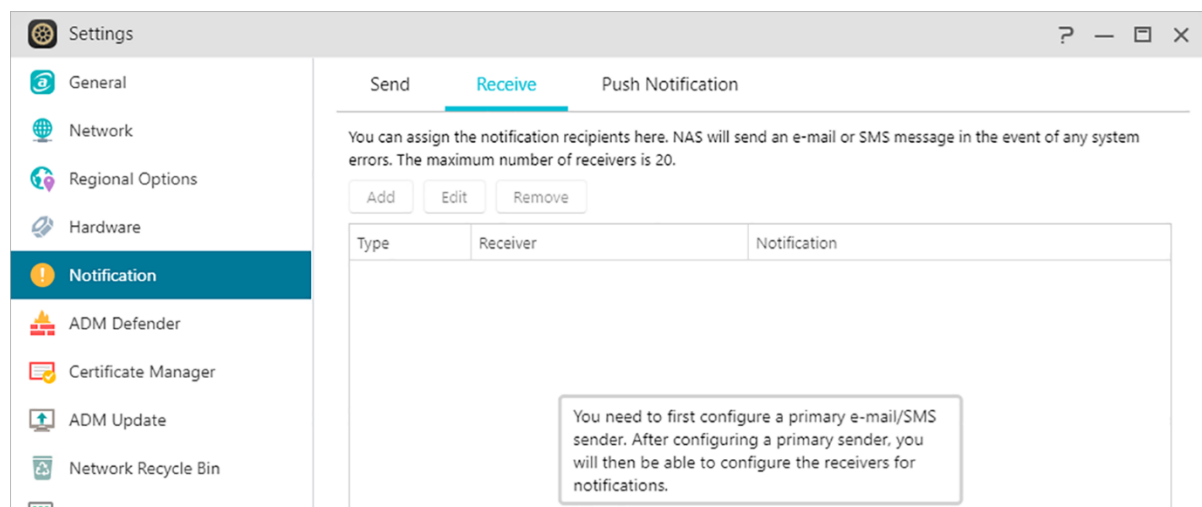 Settings
General
Network
Regional Options
Hardware
Notification
ADM Defender
Certificate Manager
ADM Update
Network Recycle Bin
Send Receive Push Notification
You can assign the notification recipients here. NAS will send an e-mail or SMS message in the event of any system
errors. The maximum number of receivers is 20.
Add Edit Remove
Type Receiver Notification
You need to first configure a primary e-mail/SMS
sender. After configuring a primary sender, you
will then be able to configure the receivers for
notifications.